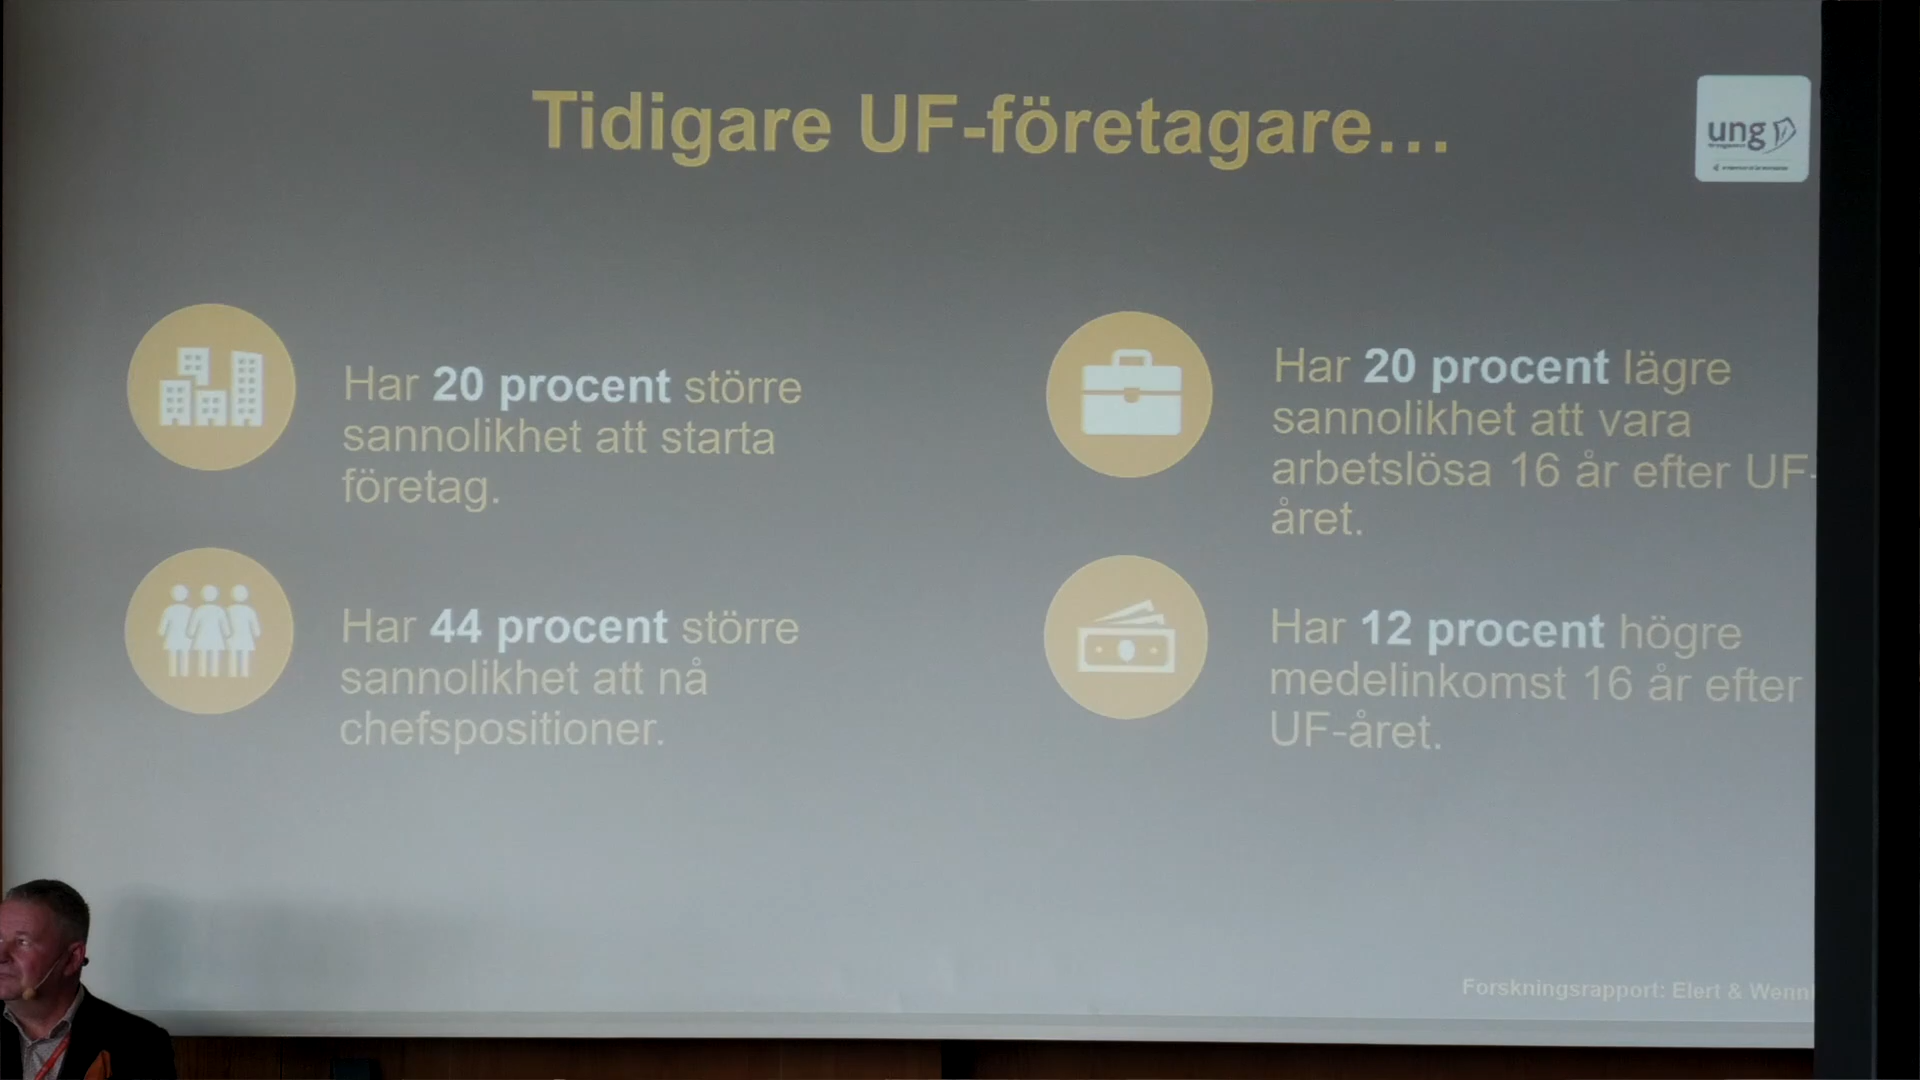 Tidigare UF-företagare...
ung
Har 20 procent större
sannolikhet att starta
företag.
Har 44 procent större
sannolikhet att nå
chefspositioner.
Har 20 procent lägre
sannolikhet att vara
arbetslösa 16 år efter UF-
året.
Har 12 procent högre
medelinkomst 16 år efter
UF-året.
Forskningsrapport: Elert &